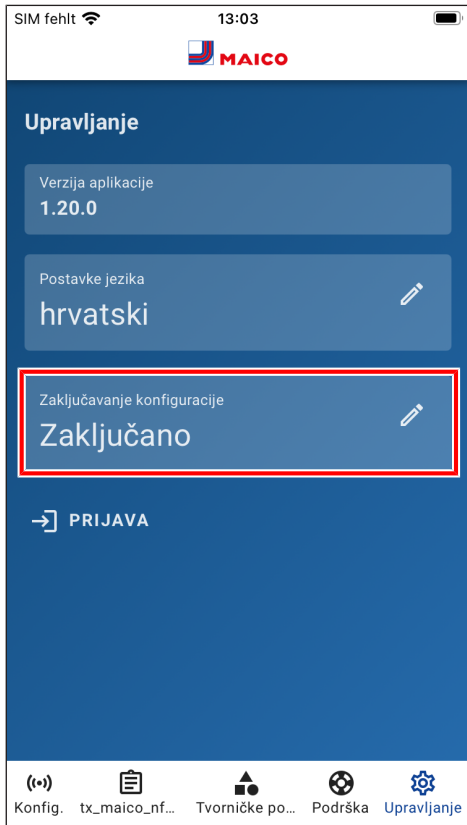 SIM fehlt 13:03
MAICO
Upravljanje
Verzija aplikacije
1.20.0
Postavke jezika
hrvatski
Zaključavanje konfiguracije
Zaključano
PRIJAVA
Konfig. tx_maico_nf... Tvorničke po... Podrška Upravljanje